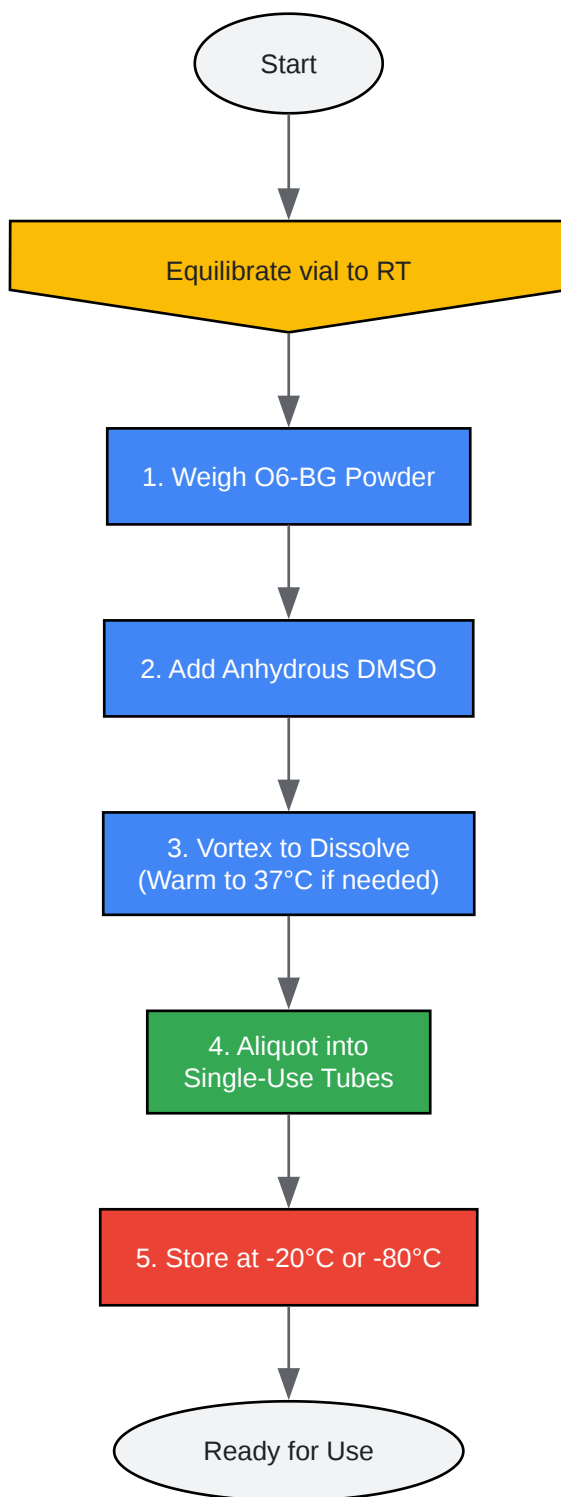 Start
Equilibrate vial to RT
1. Weigh O6-BG Powder
2. Add Anhydrous DMSO
3. Vortex to Dissolve
(Warm to 37°C if needed)
4. Aliquot into
Single-Use Tubes
5. Store at -20°C or -80°C
Ready for Use